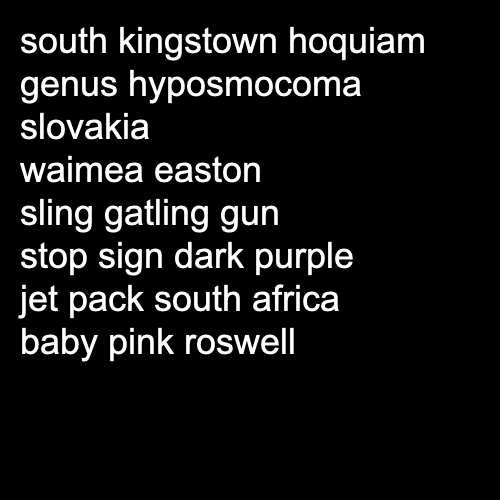 south kingstown hoquiam
genus hyposmocoma
slovakia
waimea easton
sling gatling gun
stop sign dark purple
jet pack south africa
baby pink roswell